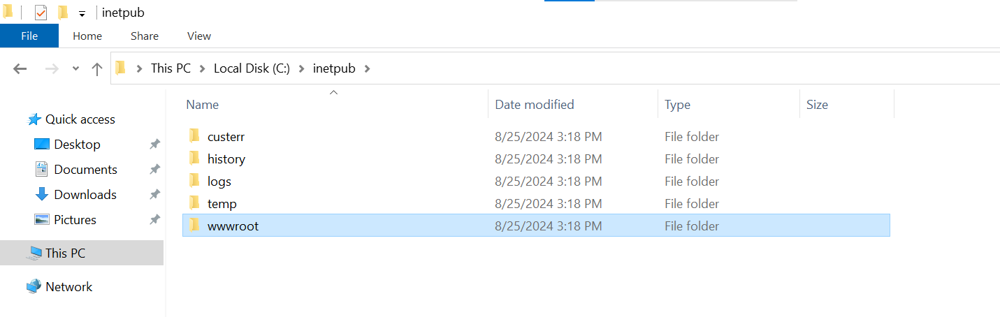 inetpub
File Home Share View
This PC Local Disk (C:) inetpub
Name Date modified Type Size
Quick access
Desktop
Documents
Downloads
Pictures
This PC
Network
custerr 8/25/2024 3:18 PM File folder
history 8/25/2024 3:18 PM File folder
logs 8/25/2024 3:18 PM File folder
temp 8/25/2024 3:18 PM File folder
wwwroot 8/25/2024 3:18 PM File folder